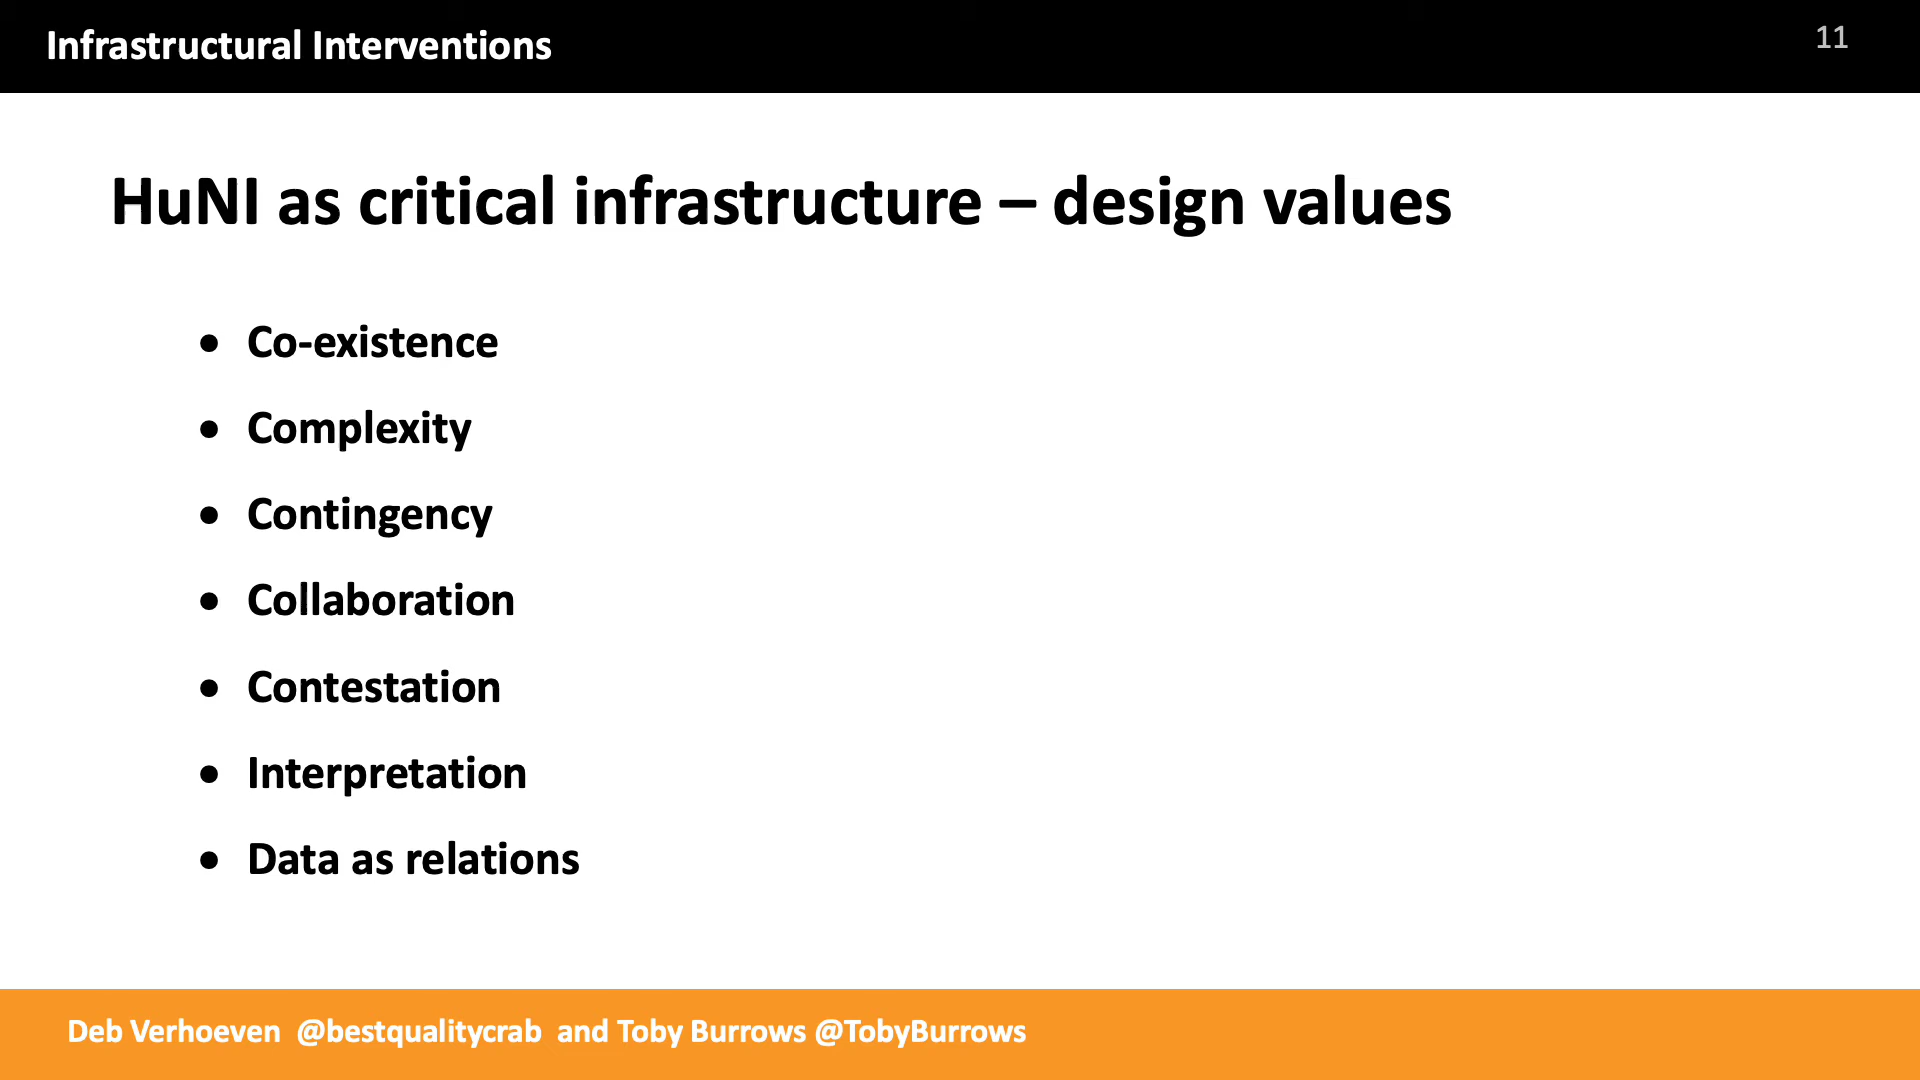 Infrastructural Interventions
11
HuNI as critical infrastructure – design values
• Co-existence
• Complexity
• Contingency
• Collaboration
• Contestation
• Interpretation
• Data as relations
Deb Verhoeven @bestqualitycrab and Toby Burrows @TobyBurrows